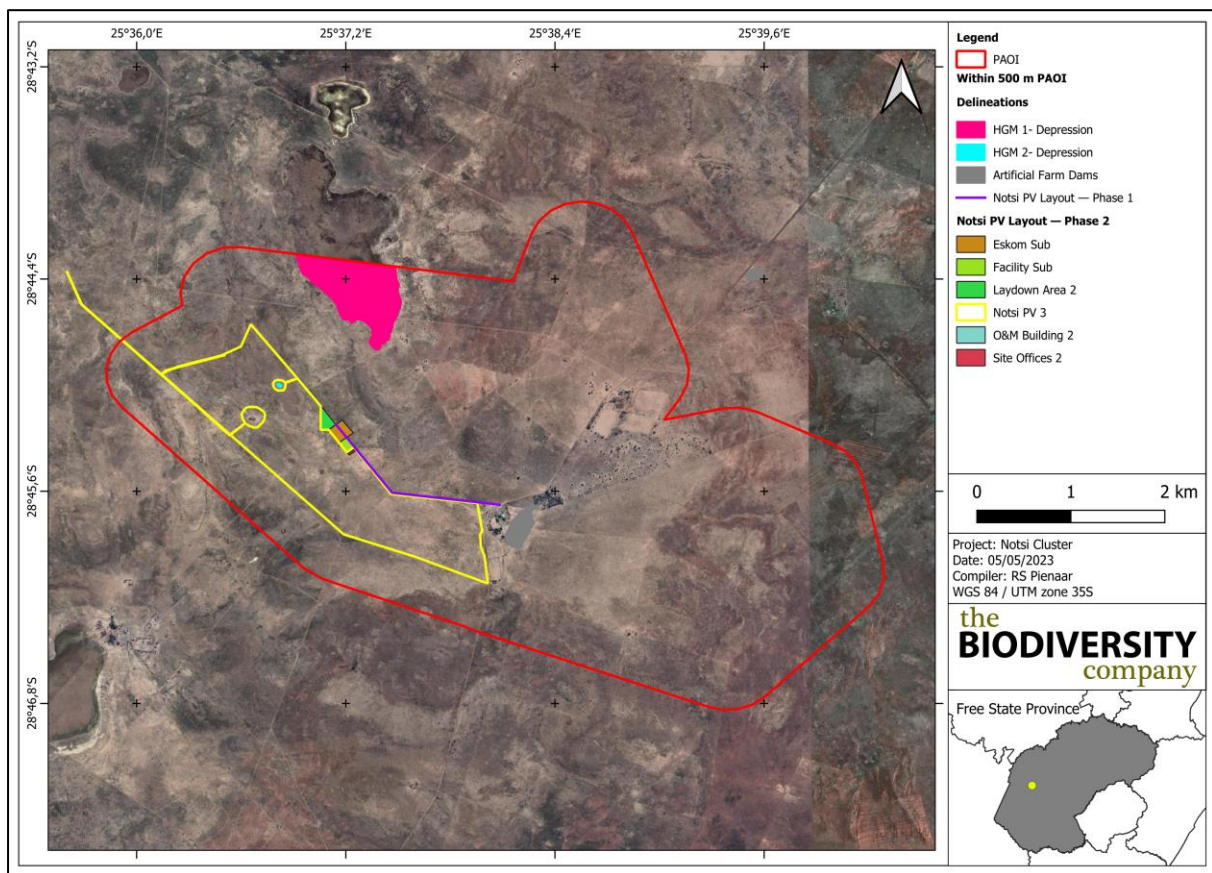 25°36,0'E
25°37,2'E
25°38,4'E
25°39,6'E
28°43,2'S
28°44,4'S
28°45,6'S
28°46,8'S
Legend
PAOI
Within 500 m PAOI
Delineations
HGM 1- Depression
HGM 2- Depression
Artificial Farm Dams
Notsi PV Layout — Phase 1
Notsi PV Layout — Phase 2
Eskom Sub
Facility Sub
Laydown Area 2
Notsi PV 3
O&M Building 2
Site Offices 2
0 1 2 km
Project: Notsi Cluster
Date: 05/05/2023
Compiler: RS Pienaar
WGS 84 / UTM zone 35S
the
BIODIVERSITY
company
Free State Province